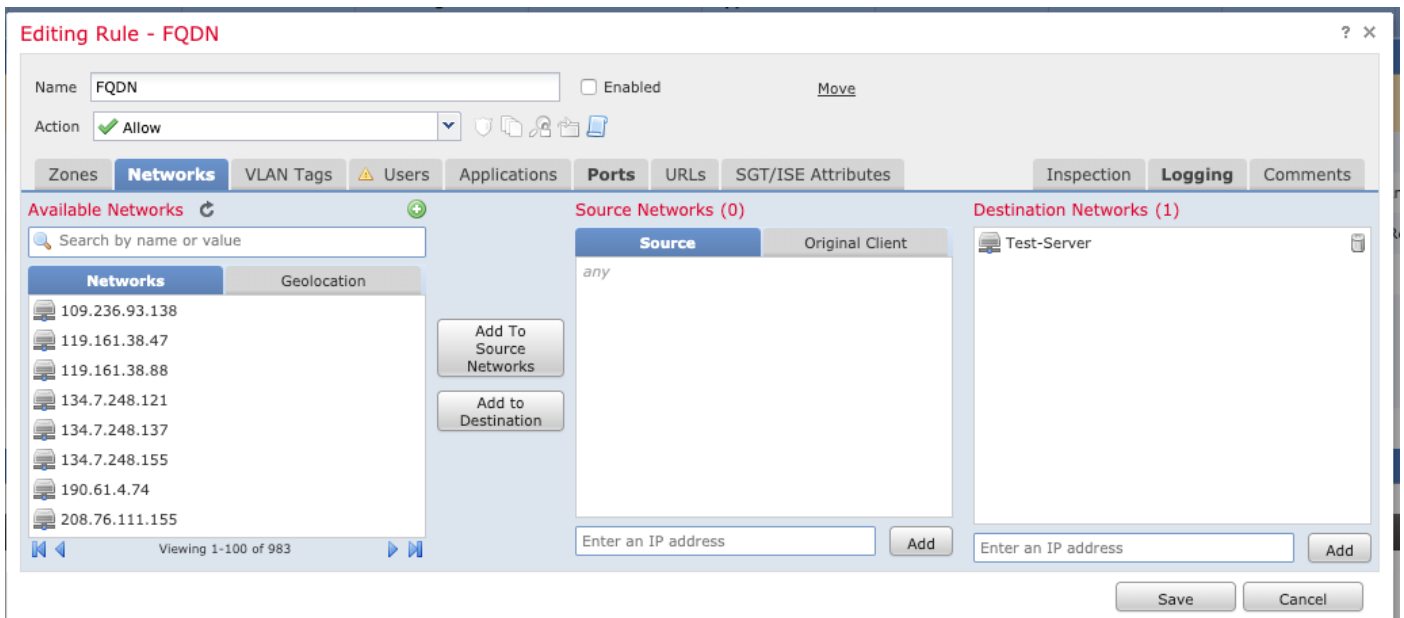 Editing Rule - FQDN
? ×
Name FQDN Enabled Move
Action Allow
Zones Networks VLAN Tags Users Applications Ports URLs SGT/ISE Attributes Inspection Logging Comments
Available Networks Source Networks (0) Destination Networks (1)
Search by name or value Source Original Client Test-Server
Networks Geolocation any
109.236.93.138
119.161.38.47
119.161.38.88
134.7.248.121
134.7.248.137
134.7.248.155
190.61.4.74
208.76.111.155
Viewing 1-100 of 983
Add To
Source
Networks
Add to
Destination
Enter an IP address Add
Enter an IP address Add
Save Cancel